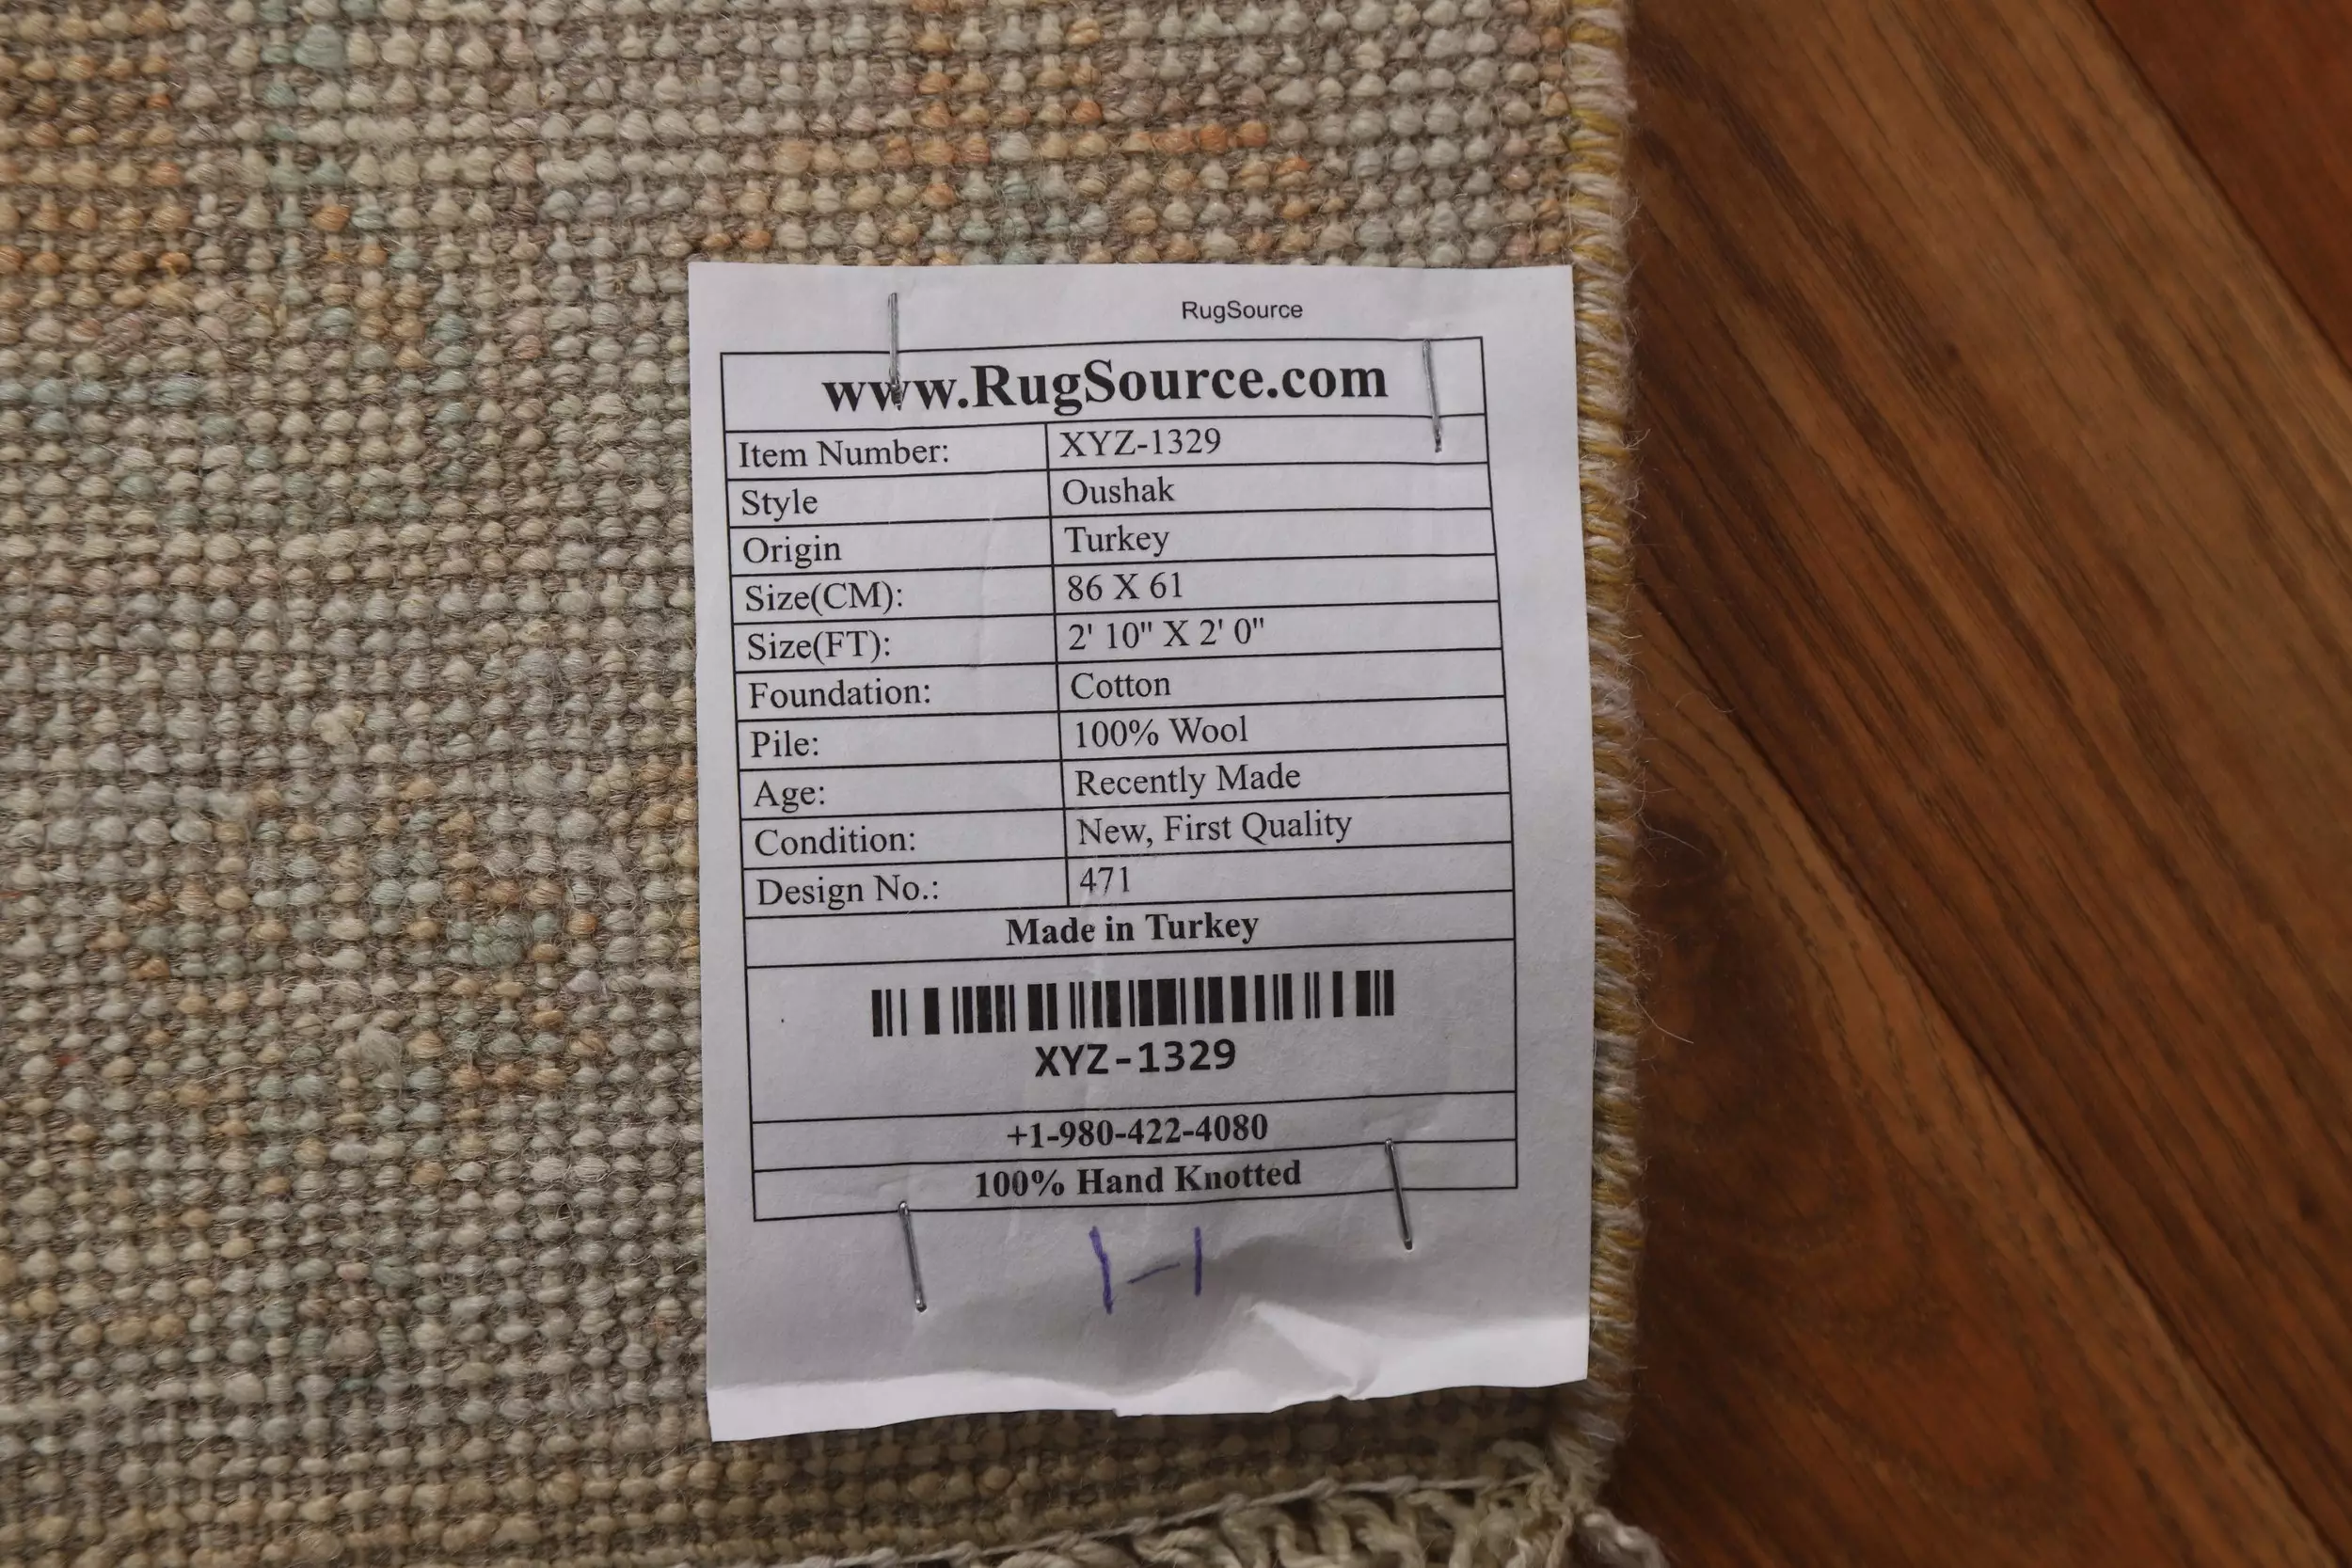 RugSource
www.RugSource.com
Item Number: XYZ-1329
Style Oushak
Origin Turkey
Size(CM): 86 X 61
Size(FT): 2' 10" X 2' 0"
Foundation: Cotton
Pile: 100% Wool
Age: Recently Made
Condition: New, First Quality
Design No.: 471
Made in Turkey
XYZ-1329
+1-980-422-4080
100% Hand Knotted
1-1